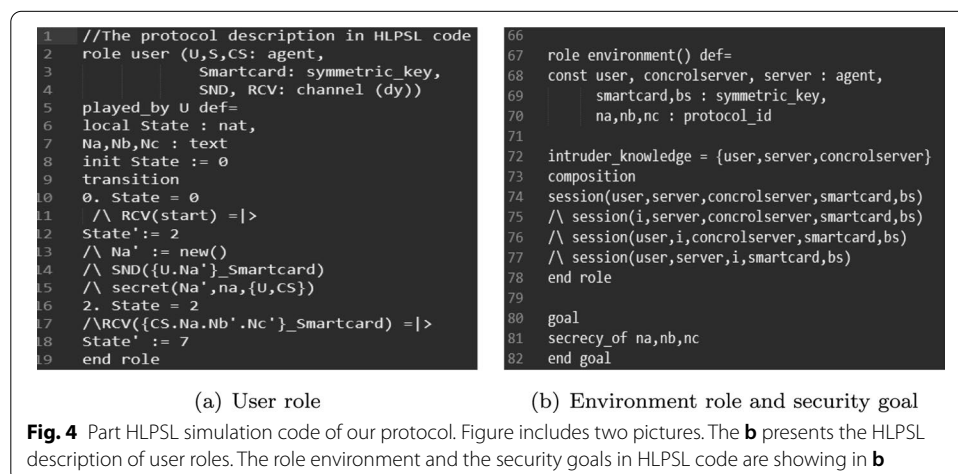 1 //The protocol description in HLPSL code
2 role user (U,S,CS: agent,
3 Smartcard: symmetric_key,
4 SND, RCV: channel (dy))
5 played_by U def=
6 local State : nat,
7 Na,Nb,Nc : text
8 init State := 0
9 transition
10 0. State = 0
11 /\ RCV(start) =|>
12 State':= 2
13 /\ Na' := new()
14 /\ SND({U.Na'}_Smartcard)
15 /\ secret(Na',na,{U,CS})
16 2. State = 2
17 /\RCV({CS.Na.Nb'.Nc'}_Smartcard) =|>
18 State' := 7
19 end role
(a) User role
66
67 role environment() def=
68 const user, concrolserver, server : agent,
69 smartcard,bs : symmetric_key,
70 na,nb,nc : protocol_id
71
72 intruder_knowledge = {user,server,concrolserver}
73 composition
74 session(user,server,concrolserver,smartcard,bs)
75 /\ session(i,server,concrolserver,smartcard,bs)
76 /\ session(user,i,concrolserver,smartcard,bs)
77 /\ session(user,server,i,smartcard,bs)
78 end role
79
80 goal
81 secrecy_of na,nb,nc
82 end goal
(b) Environment role and security goal
Fig. 4 Part HLPSL simulation code of our protocol. Figure includes two pictures. The b presents the HLPSL
description of user roles. The role environment and the security goals in HLPSL code are showing in b